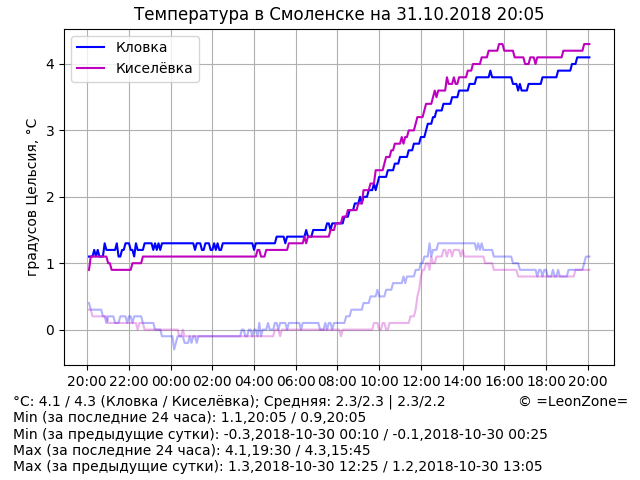 Температура в Смоленске на 31.10.2018 20:05
Кловка
Киселёвка
градусов Цельсия, °C
4
3
2
1
0
20:00 22:00 00:00 02:00 04:00 06:00 08:00 10:00 12:00 14:00 16:00 18:00 20:00
°C: 4.1 / 4.3 (Кловка / Киселёвка); Средняя: 2.3/2.3 | 2.3/2.2 © =LeonZone=
Min (за последние 24 часа): 1.1,20:05 / 0.9,20:05
Min (за предыдущие сутки): -0.3,2018-10-30 00:10 / -0.1,2018-10-30 00:25
Max (за последние 24 часа): 4.1,19:30 / 4.3,15:45
Max (за предыдущие сутки): 1.3,2018-10-30 12:25 / 1.2,2018-10-30 13:05